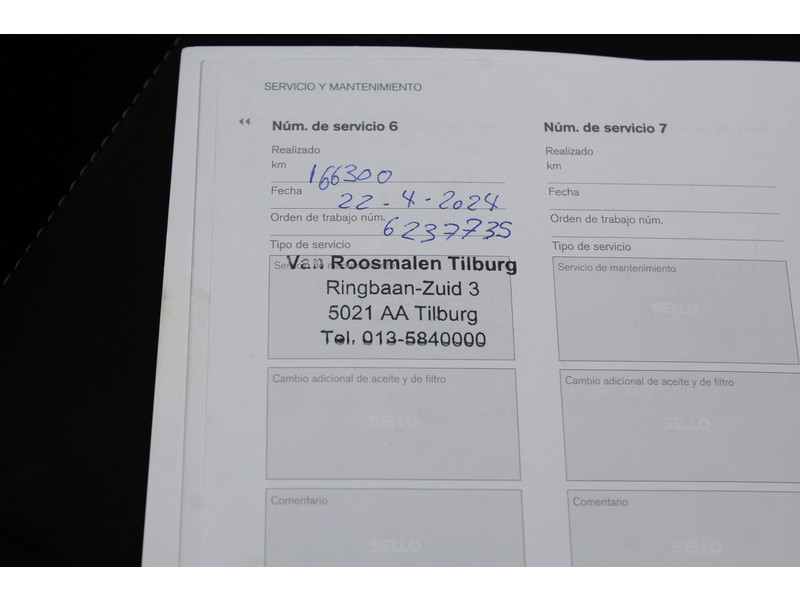 SERVICIO Y MANTENIMIENTO
Núm. de servicio 6
Realizado
km 166300
Fecha 22-4-2024
Orden de trabajo núm. 6237735
Tipo de servicio
Van Roosmalen Tilburg
Ringbaan-Zuid 3
5021 AA Tilburg
Tel. 013-5840000
Cambio adicional de aceite y de filtro
SELLO
Comentario
SELLO
Núm. de servicio 7
Realizado
km
Fecha
Orden de trabajo núm.
Tipo de servicio
Servicio de mantenimiento
SELLO
Cambio adicional de aceite y de filtro
SELLO
Comentario
SELLO